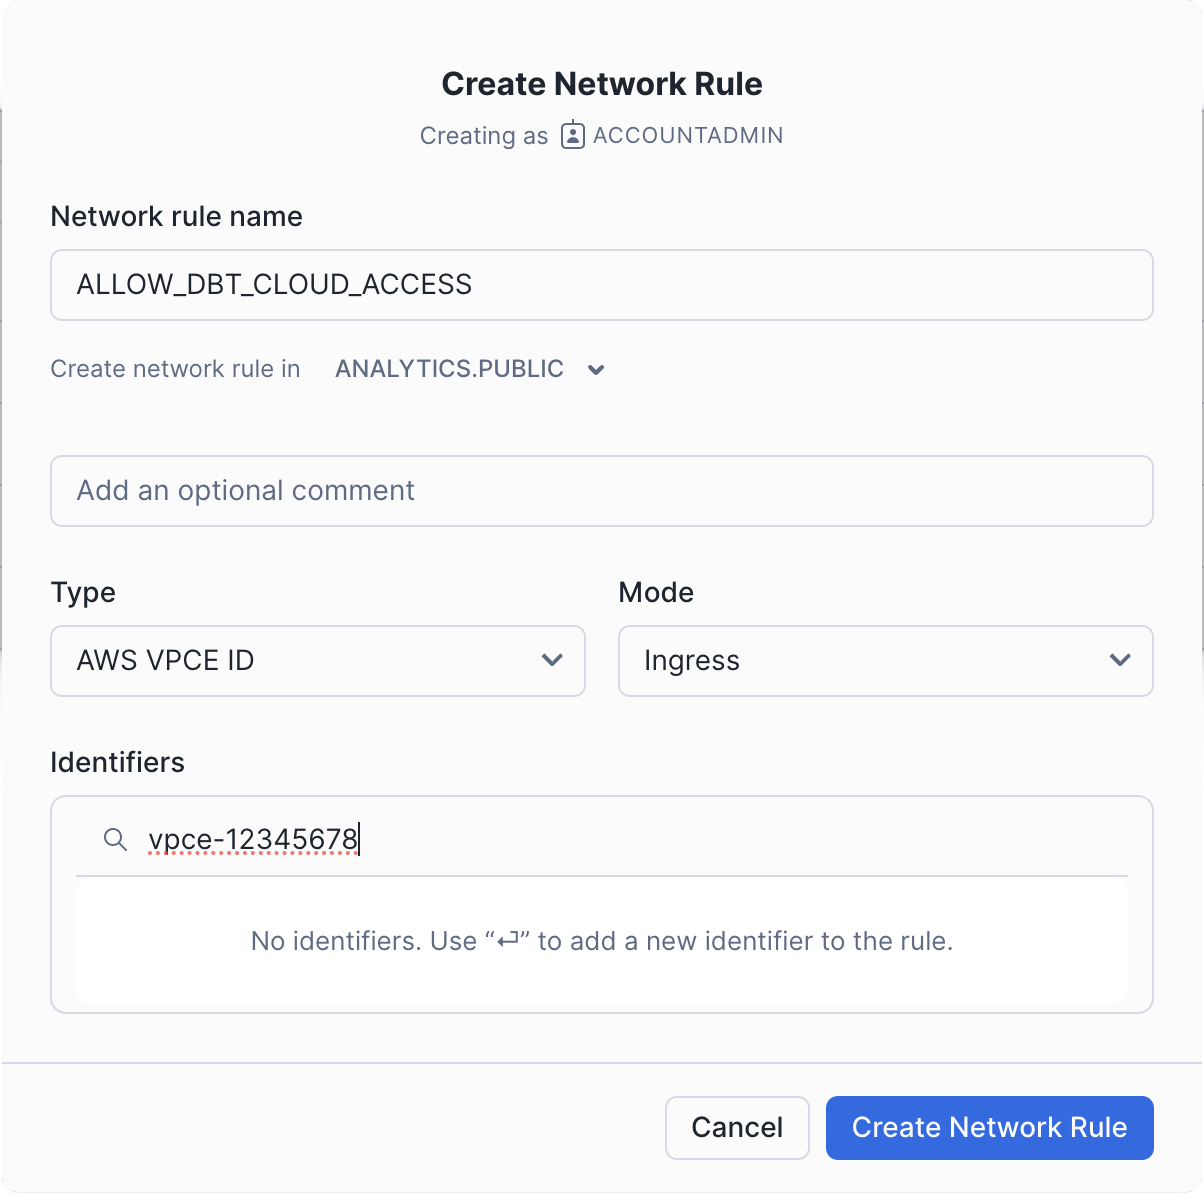 Create Network Rule
Creating as ACCOUNTADMIN
Network rule name
ALLOW_DBT_CLOUD_ACCESS
Create network rule in ANALYTICS.PUBLIC
Add an optional comment
Type Mode
AWS VPCE ID Ingress
Identifiers
vpce-12345678
No identifiers. Use “↵” to add a new identifier to the rule.
Cancel Create Network Rule